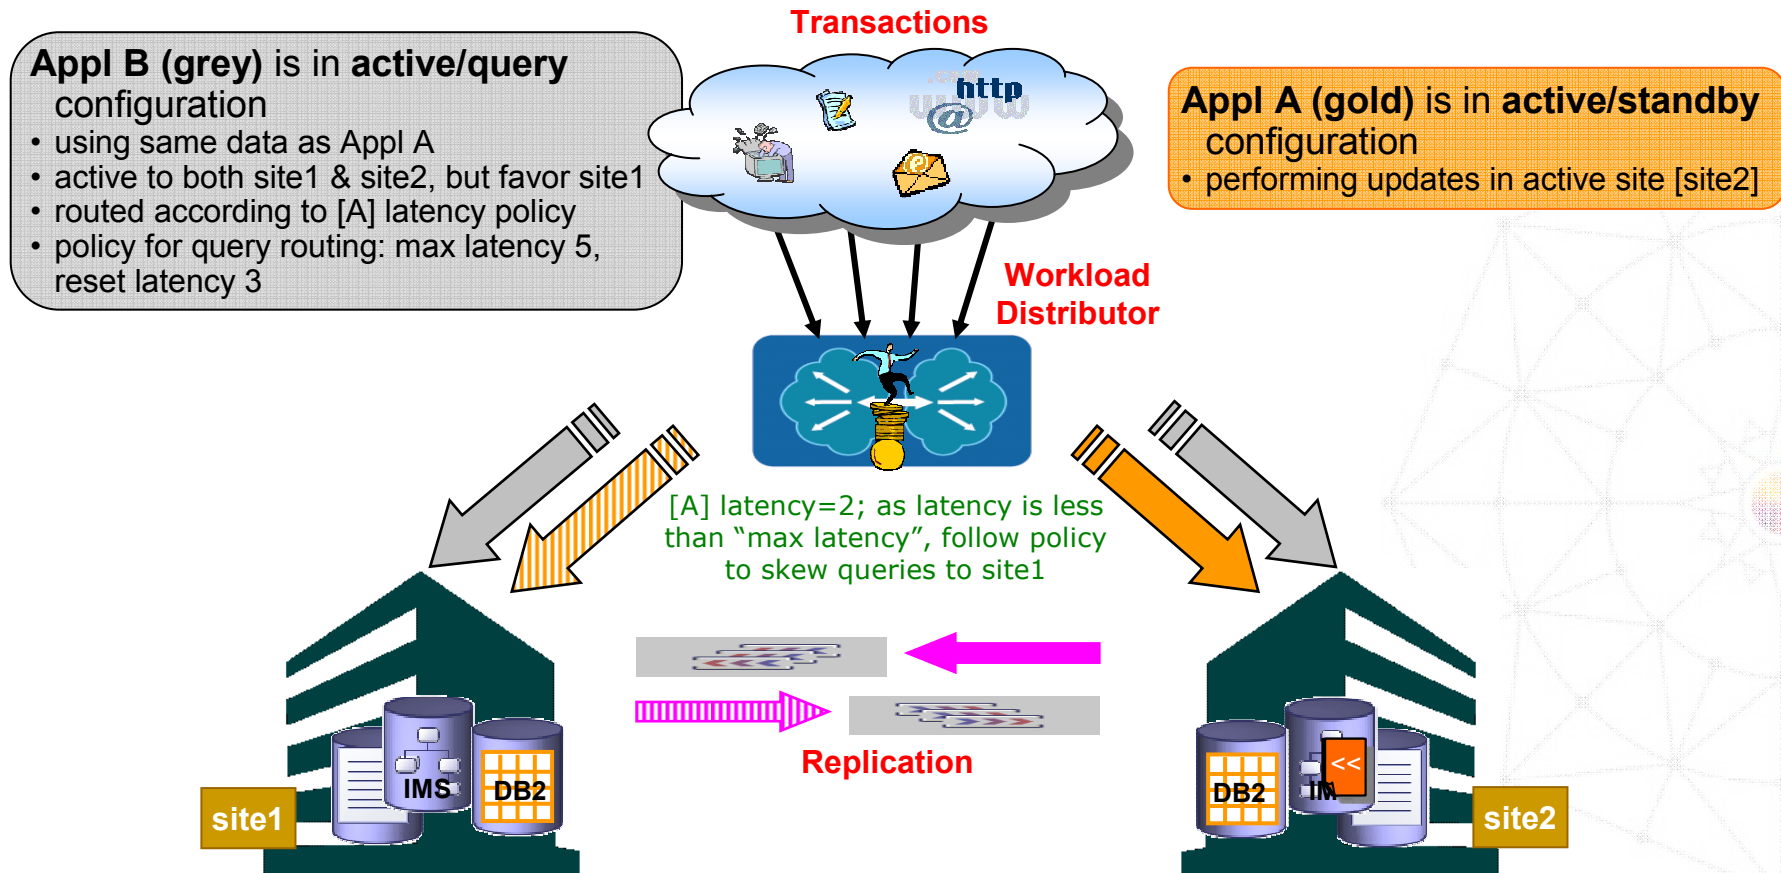 Transactions
Appl B (grey) is in active/query
configuration
• using same data as Appl A
• active to both site1 & site2, but favor site1
• routed according to [A] latency policy
• policy for query routing: max latency 5,
reset latency 3
.com
http
www
@
Appl A (gold) is in active/standby
configuration
• performing updates in active site [site2]
Workload
Distributor
[A] latency=2; as latency is less
than “max latency”, follow policy
to skew queries to site1
Replication
IMS
DB2
site1
DB2
IM
<<
site2